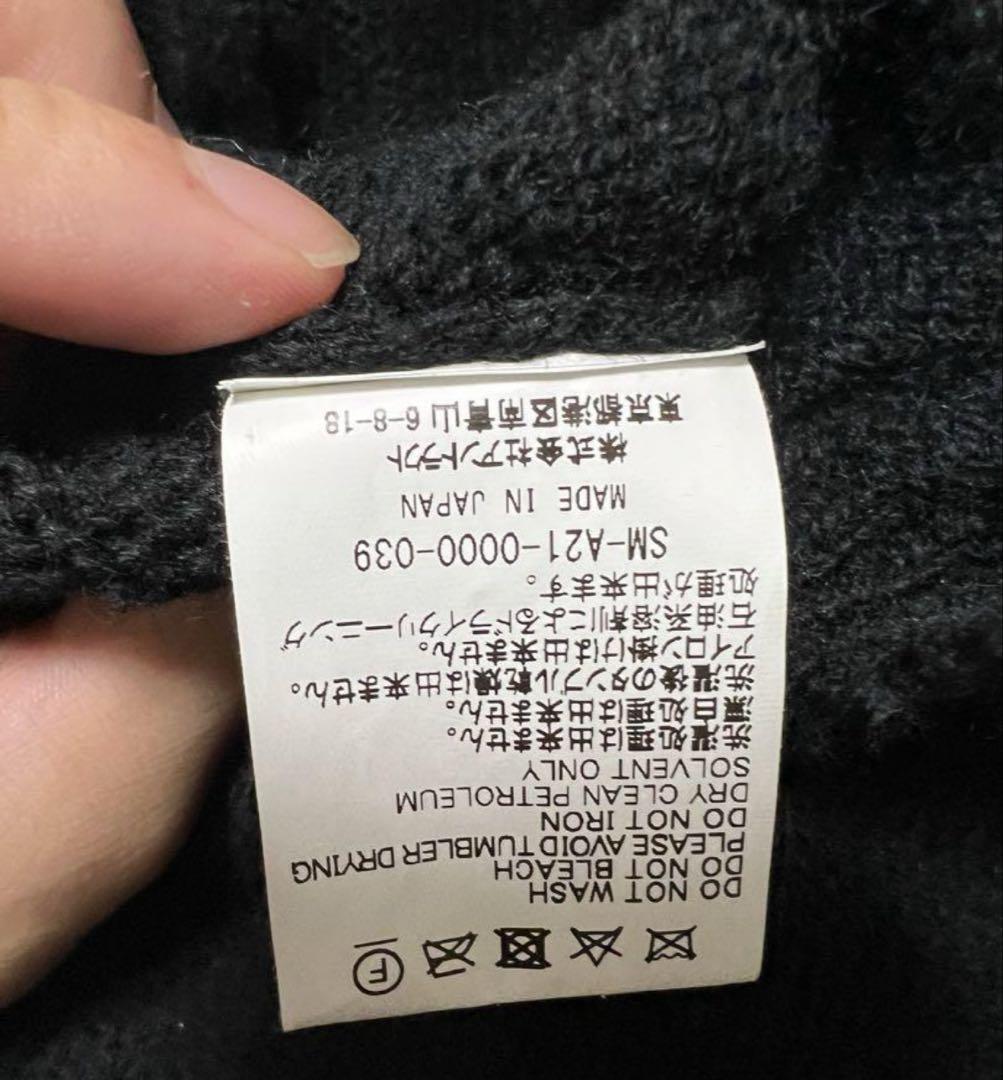 DO NOT WASH
DO NOT BLEACH
PLEASE AVOID TUMBLER DRYING
DO NOT IRON
DRY CLEAN PETROLEUM
SOLVENT ONLY
洗濯処理は出来ません。
漂白処理は出来ません。
洗濯後のタンブル乾燥は出来ません。
アイロン掛けは出来ません。
石油系溶剤によるドライクリーニング
処理が出来ます。
SM-A21-0000-039
MADE IN JAPAN
株式会社アントラクト
東京都港区南青山 6-8-18
F